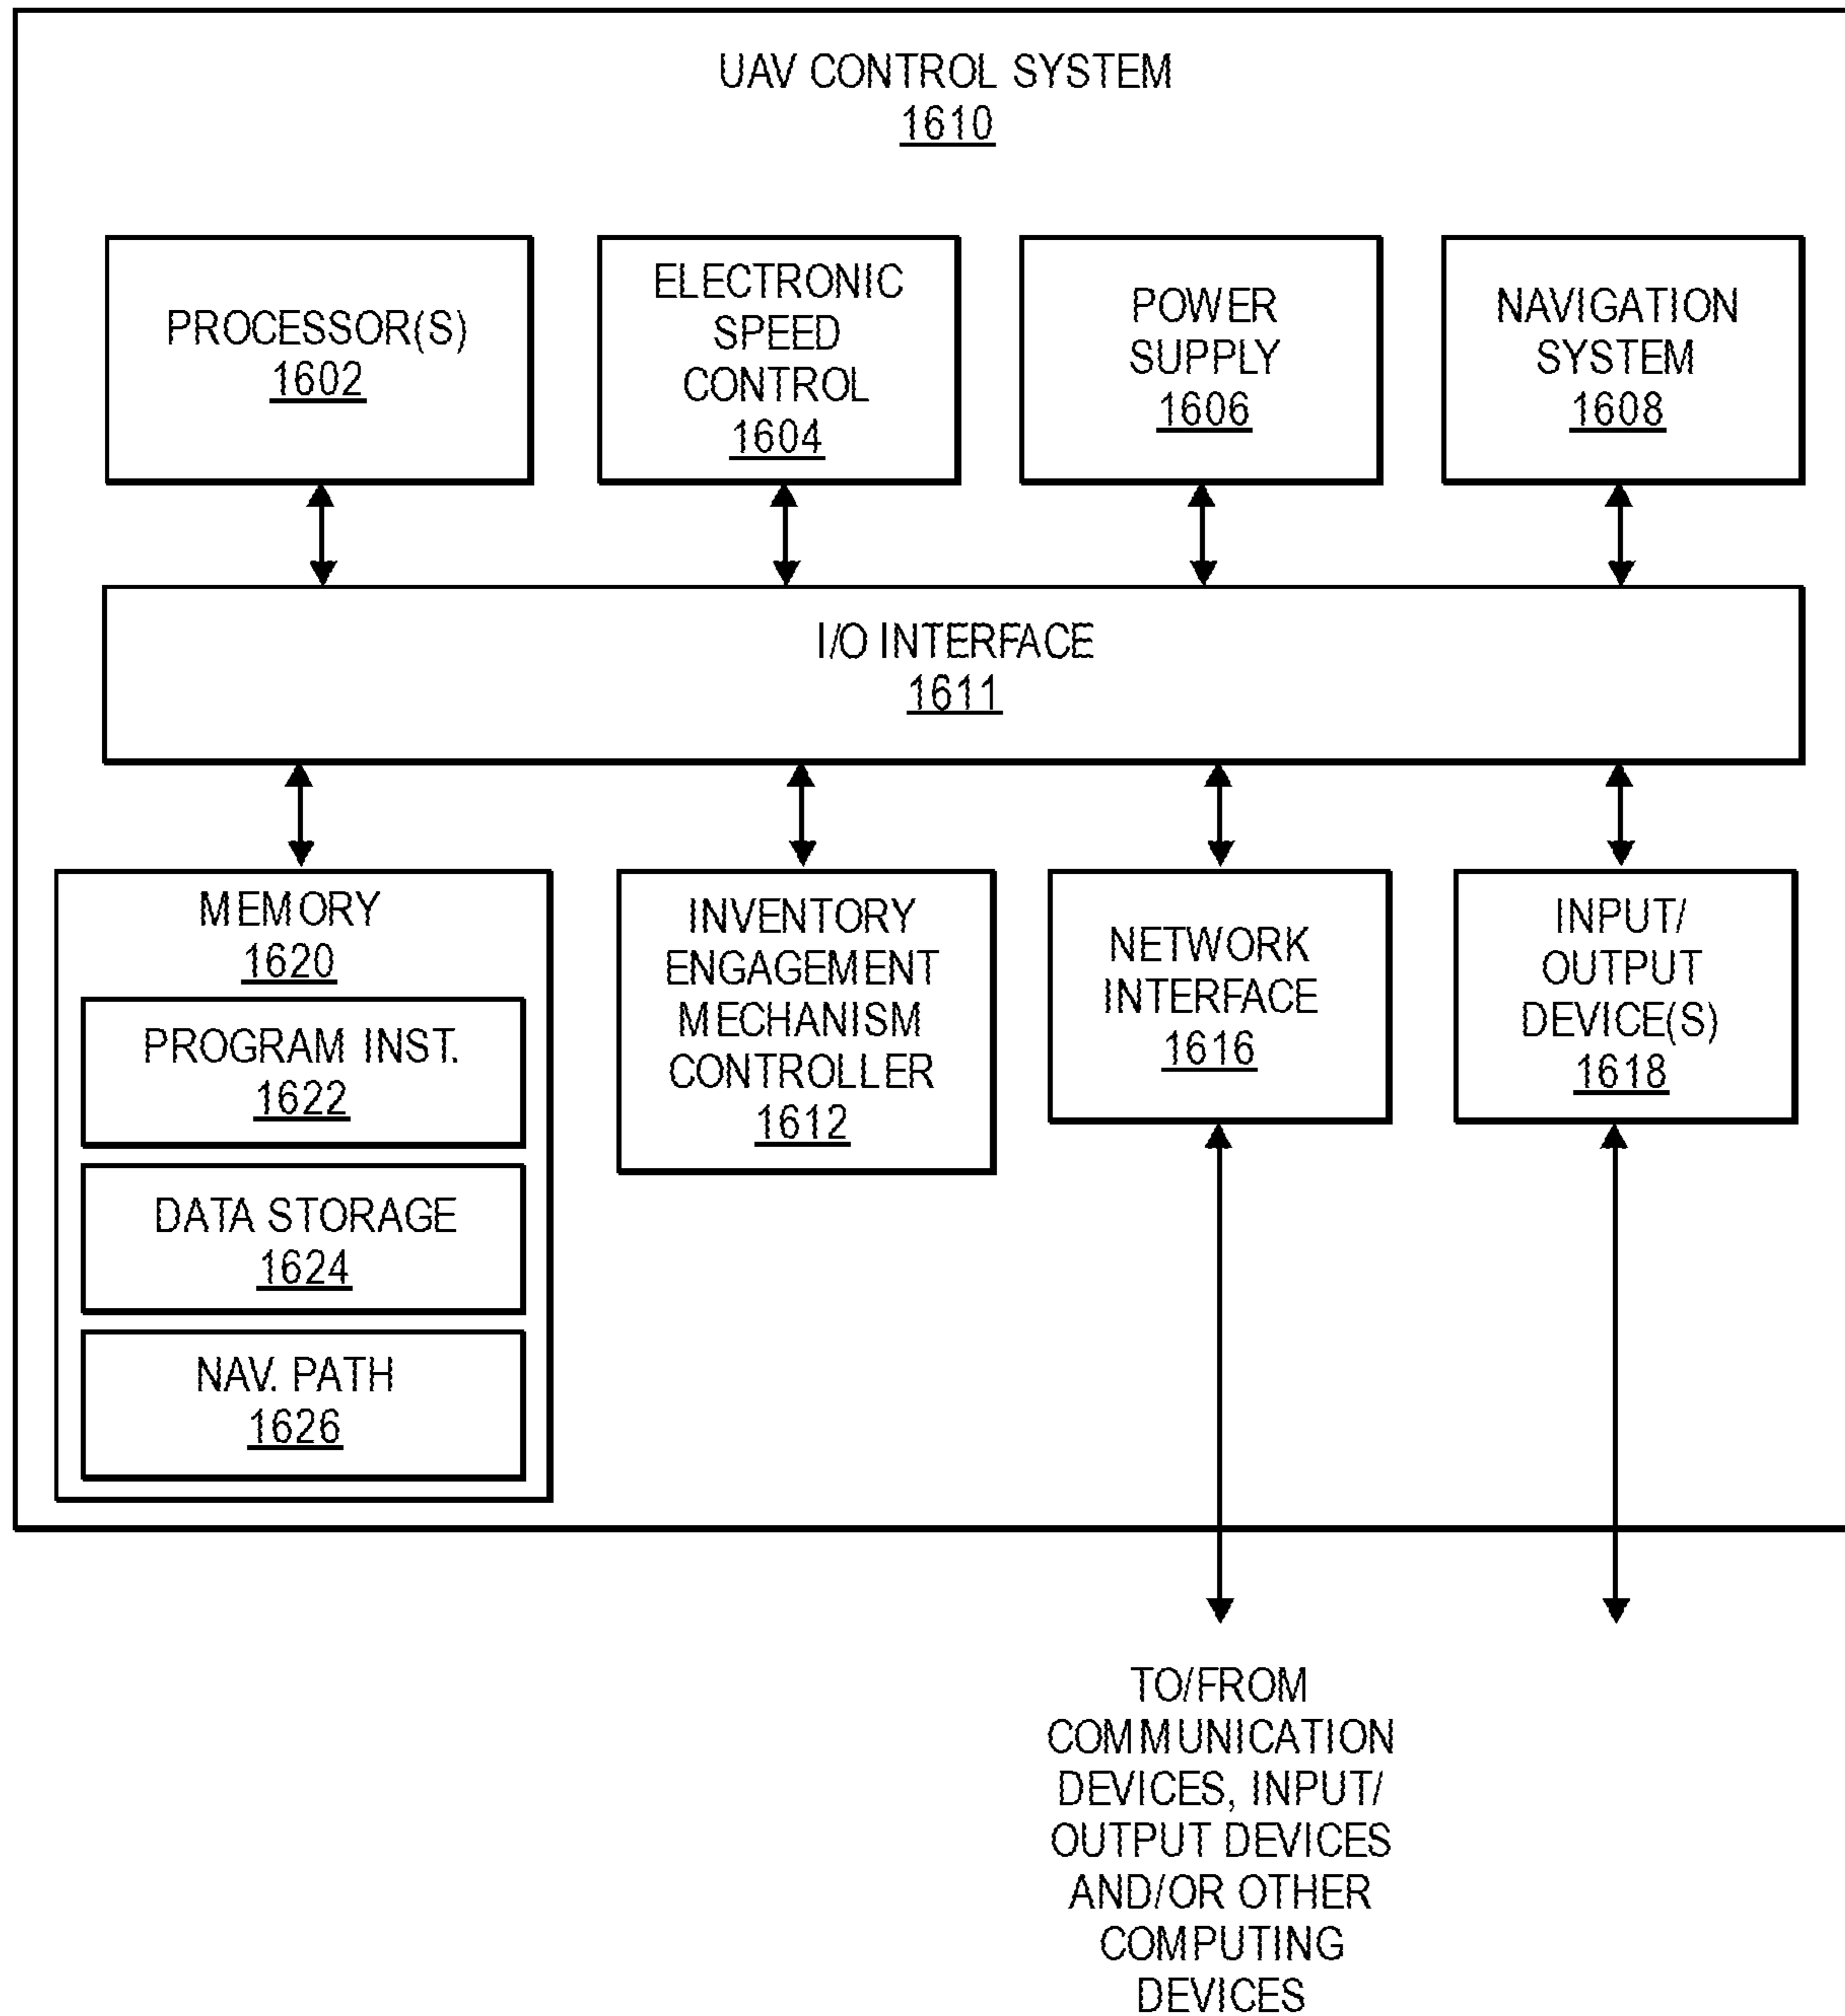 UAV CONTROL SYSTEM
1610
PROCESSOR(S)
1602
ELECTRONIC
SPEED
CONTROL
1604
POWER
SUPPLY
1606
NAVIGATION
SYSTEM
1608
I/O INTERFACE
1611
MEMORY
1620
PROGRAM INST.
1622
DATA STORAGE
1624
NAV. PATH
1626
INVENTORY
ENGAGEMENT
MECHANISM
CONTROLLER
1612
NETWORK
INTERFACE
1616
INPUT/
OUTPUT
DEVICE(S)
1618
TO/FROM
COMMUNICATION
DEVICES, INPUT/
OUTPUT DEVICES
AND/OR OTHER
COMPUTING
DEVICES